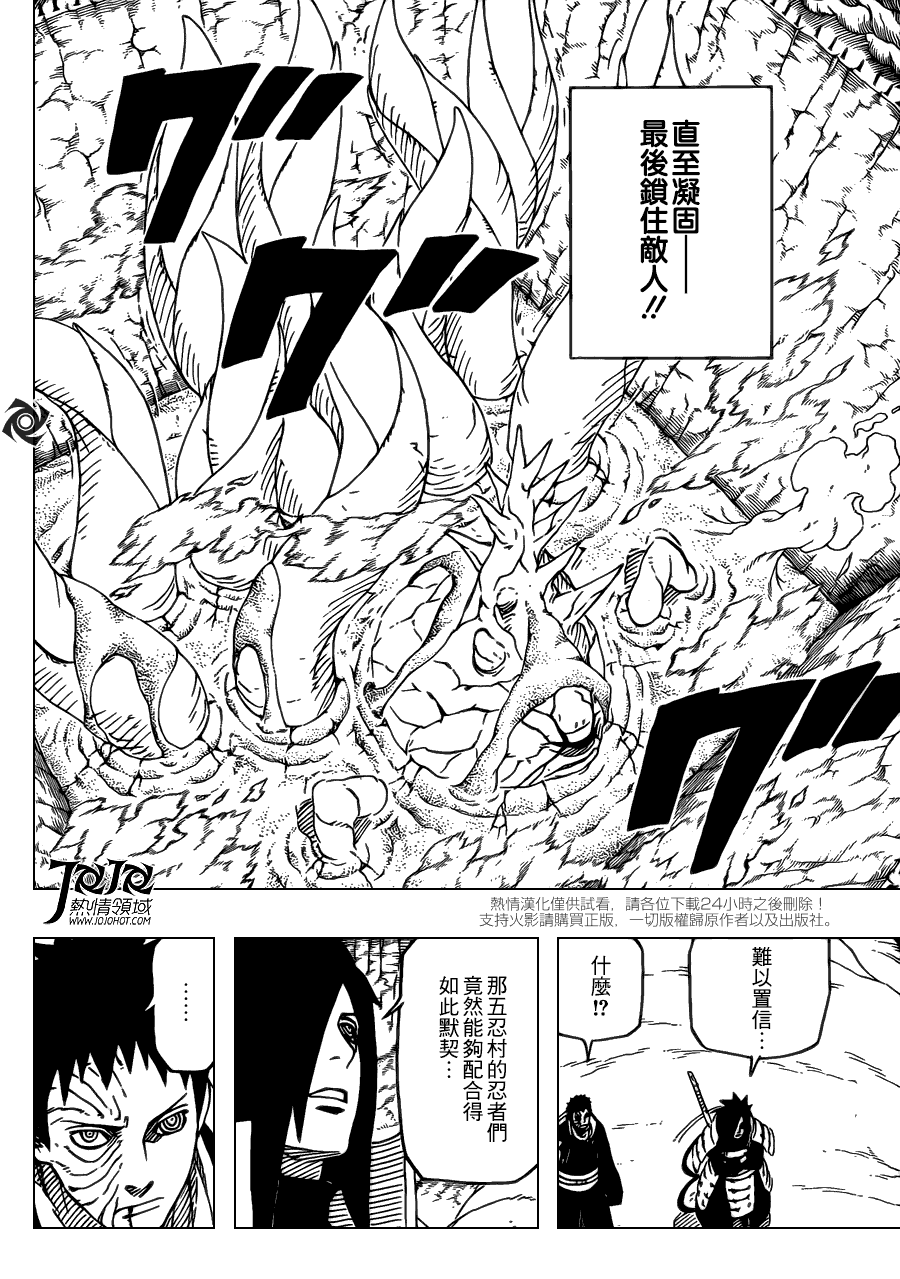 直至凝固——
最後鎖住敵人!!
グツ
グツ
グツ
JOJO
熱情領域
WWW.JOJOHOT.COM
熱情漢化僅供試看，請各位下載24小時之後刪除！
支持火影請購買正版，一切版權歸原作者以及出版社。
難以置信…
什麼!?
那五忍村的忍者們
竟然能夠配合得
如此默契…
……